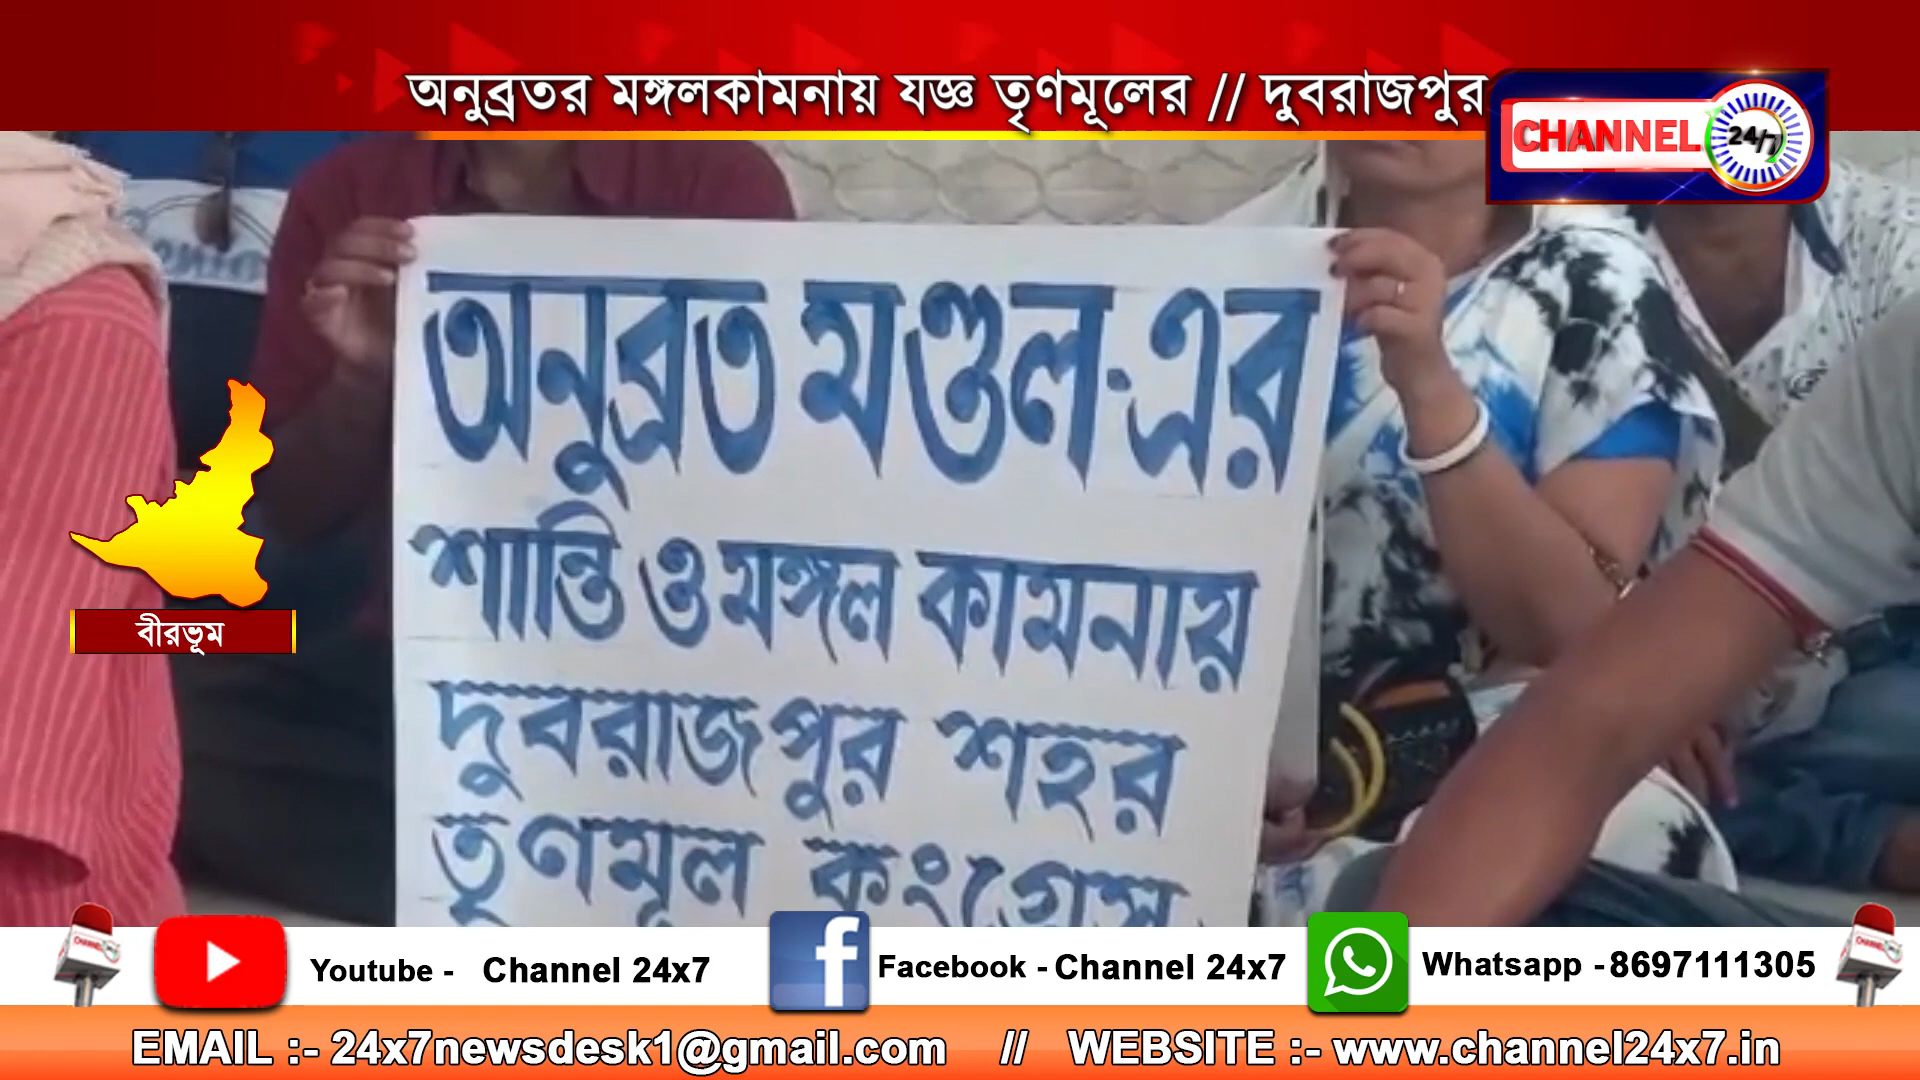 অনুব্রতর মঙ্গলকামনায় যজ্ঞ তৃণমূলের // দুবরাজপুর
CHANNEL 24/7
অনুব্রত মণ্ডল-এর
শান্তি ও মঙ্গল কামনায়
দুবরাজপুর শহর
তৃণমূল কংগ্রেস
বীরভূম
Youtube - Channel 24x7
Facebook - Channel 24x7
Whatsapp - 8697111305
EMAIL :- 24x7newsdesk1@gmail.com // WEBSITE :- www.channel24x7.in